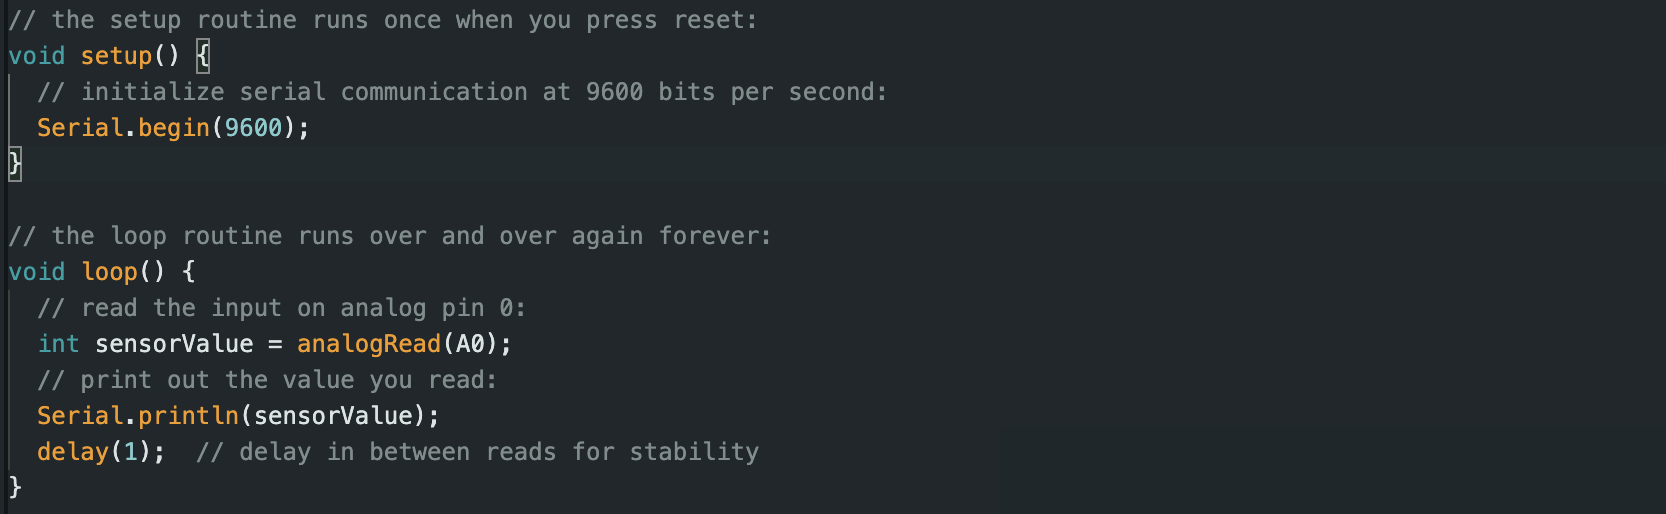 // the setup routine runs once when you press reset:
void setup() {
  // initialize serial communication at 9600 bits per second:
  Serial.begin(9600);
}

// the loop routine runs over and over again forever:
void loop() {
  // read the input on analog pin 0:
  int sensorValue = analogRead(A0);
  // print out the value you read:
  Serial.println(sensorValue);
  delay(1);  // delay in between reads for stability
}